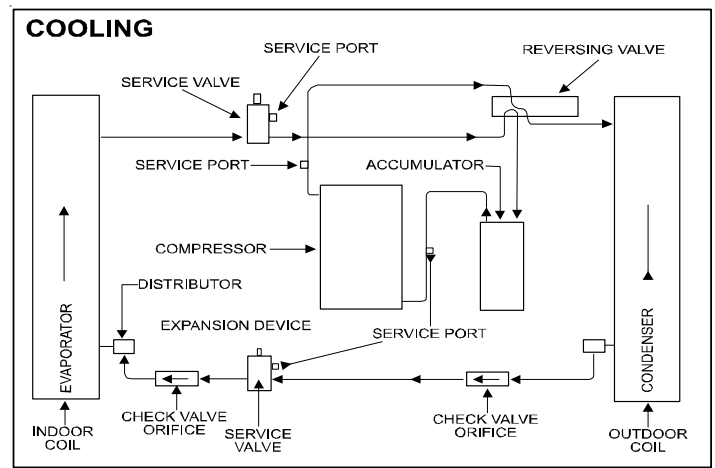 COOLING
SERVICE PORT
REVERSING VALVE
SERVICE VALVE
SERVICE PORT
ACCUMULATOR
COMPRESSOR
DISTRIBUTOR
EXPANSION DEVICE
SERVICE PORT
EVAPORATOR
CONDENSER
CHECK VALVE
ORIFICE
CHECK VALVE
ORIFICE
INDOOR
COIL
SERVICE
VALVE
OUTDOOR
COIL